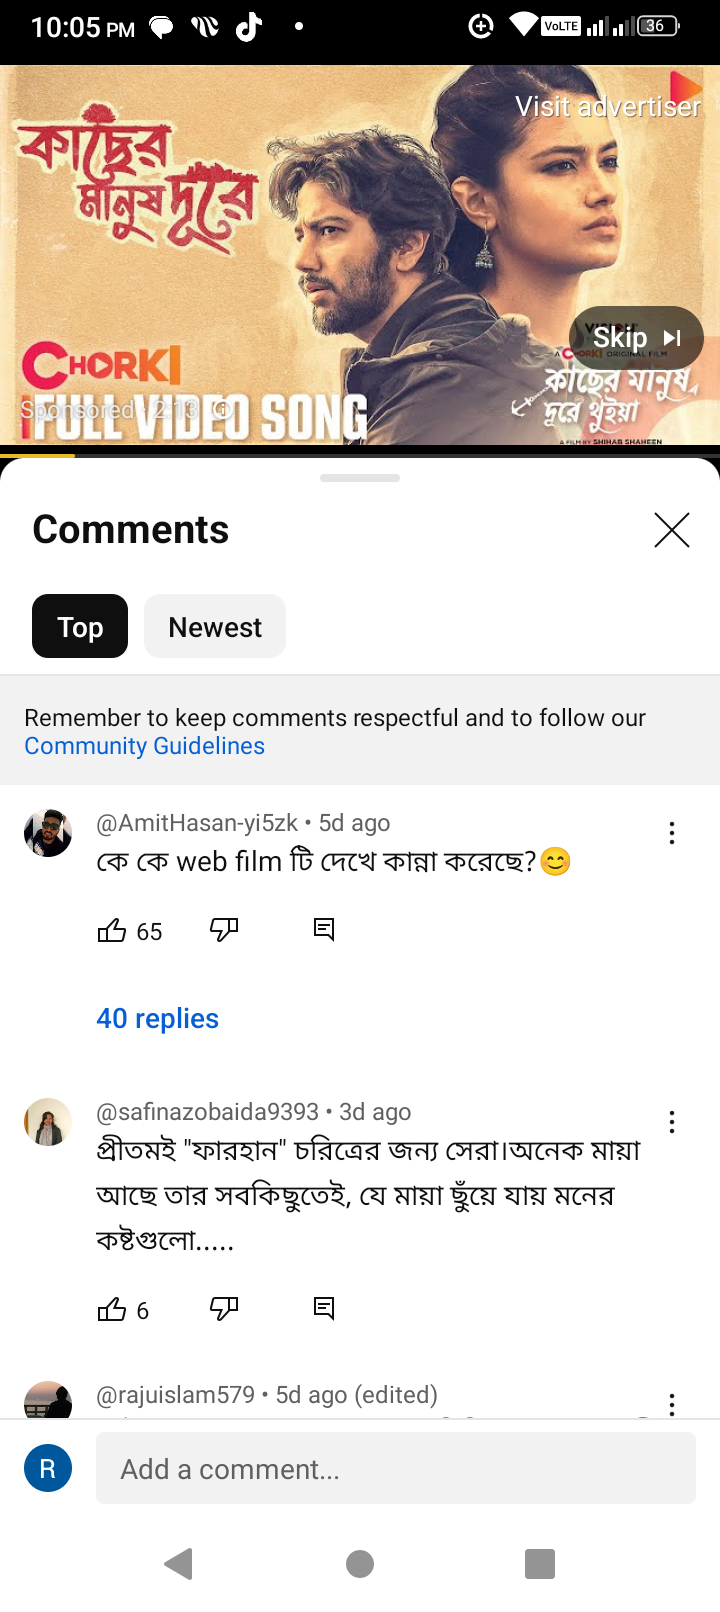 10:05 PM
VoLTE
36
Visit advertiser
কাছের
মানুষ দূরে
CHORKI
FULL VIDEO SONG
Sponsored · 2:13
Skip
A CHORKI ORIGINAL FILM
কাছের মানুষ
দূরে থুইয়া
A FILM BY SHIHAB SHAHEEN
Comments
Top
Newest
Remember to keep comments respectful and to follow our
Community Guidelines
@AmitHasan-yi5zk • 5d ago
কে কে web film টি দেখে কান্না করেছে?😊
65
40 replies
@safinazobaida9393 • 3d ago
প্রীতমই "ফারহান" চরিত্রের জন্য সেরা।অনেক মায়া
আছে তার সবকিছুতেই, যে মায়া ছুঁয়ে যায় মনের
কষ্টগুলো.....
6
@rajuislam579 • 5d ago (edited)
R
Add a comment...